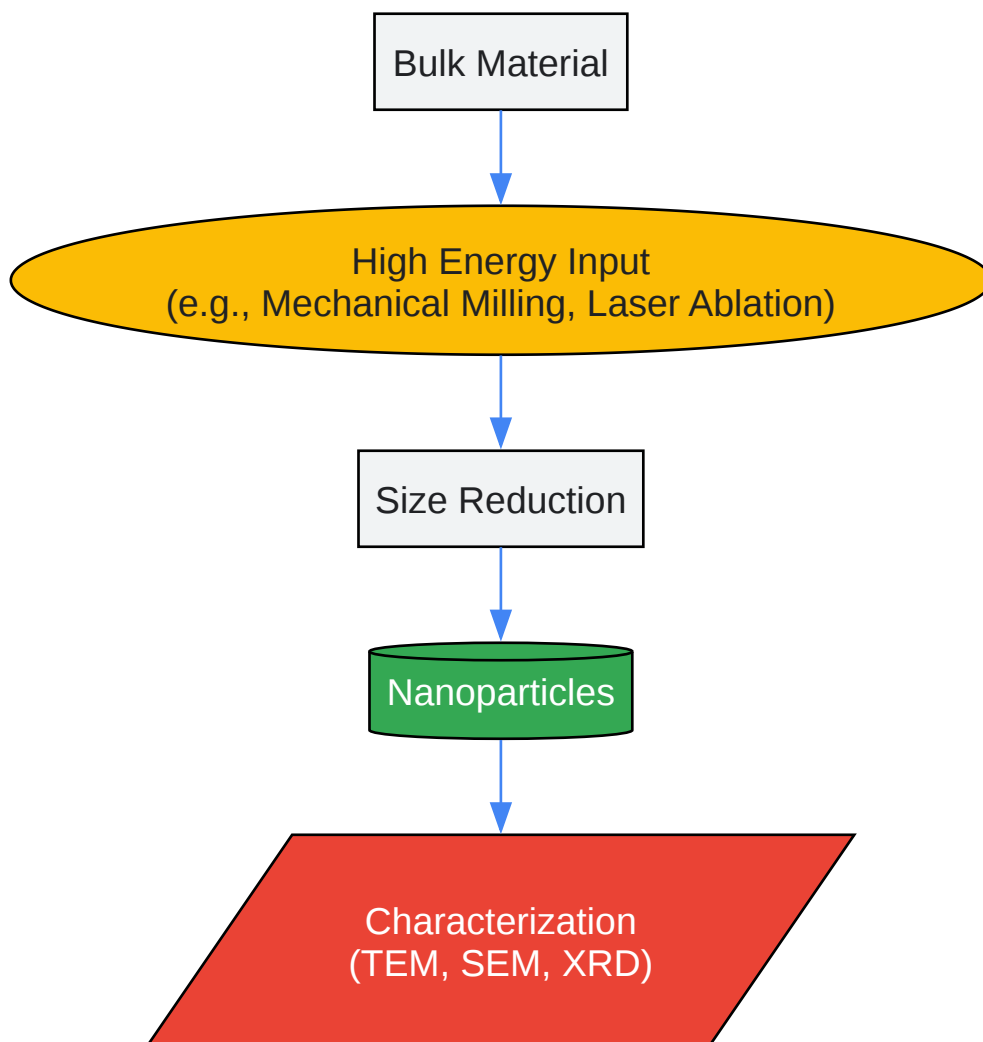 Bulk Material
High Energy Input
(e.g., Mechanical Milling, Laser Ablation)
Size Reduction
Nanoparticles
Characterization
(TEM, SEM, XRD)